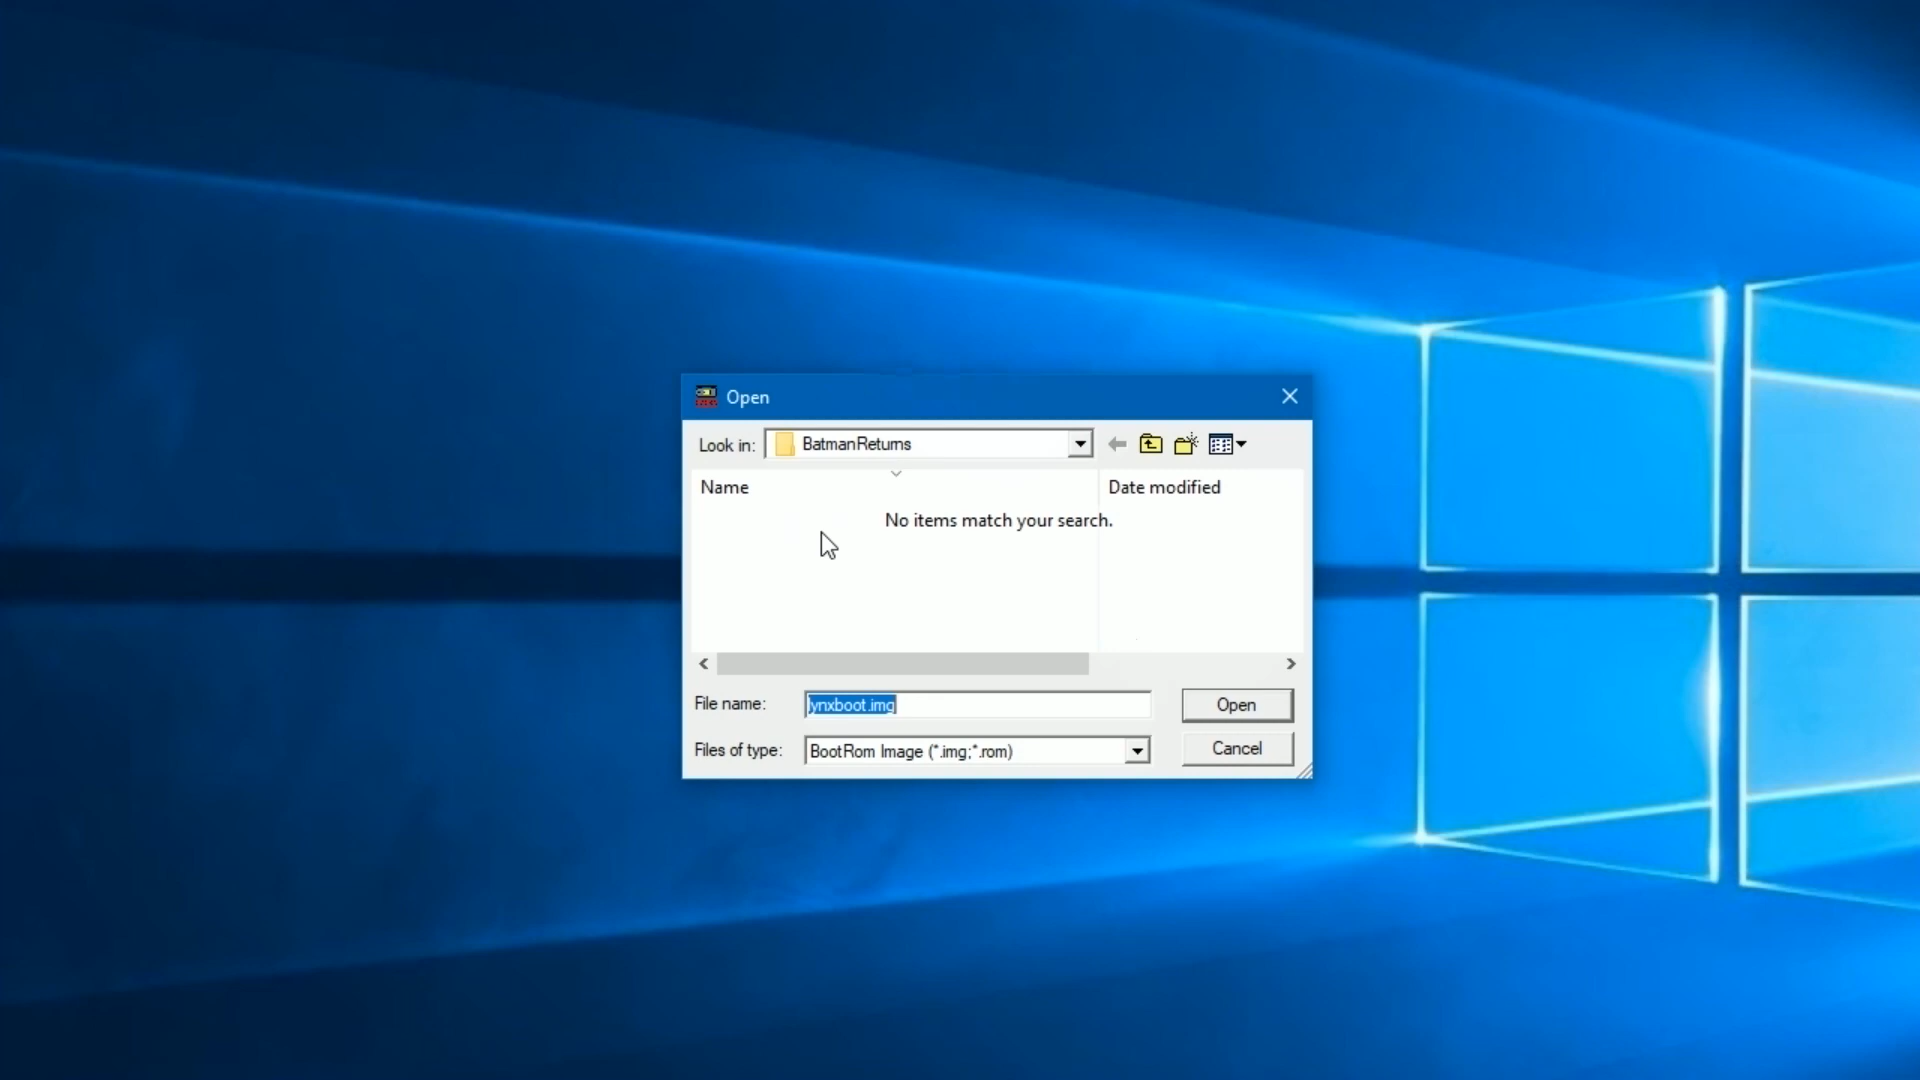 Open
Look in: BatmanReturns
Name Date modified
No items match your search.
File name: lynxboot.img Open
Files of type: BootRom Image (*.img;*.rom) Cancel